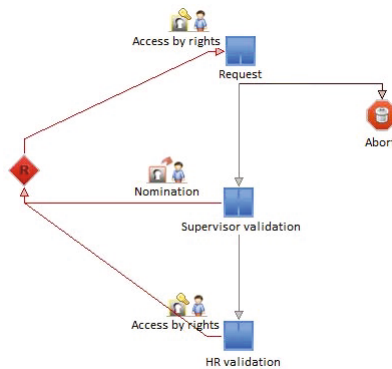 Access by rights
Request
Abort
R
Nomination
Supervisor validation
Access by rights
HR validation